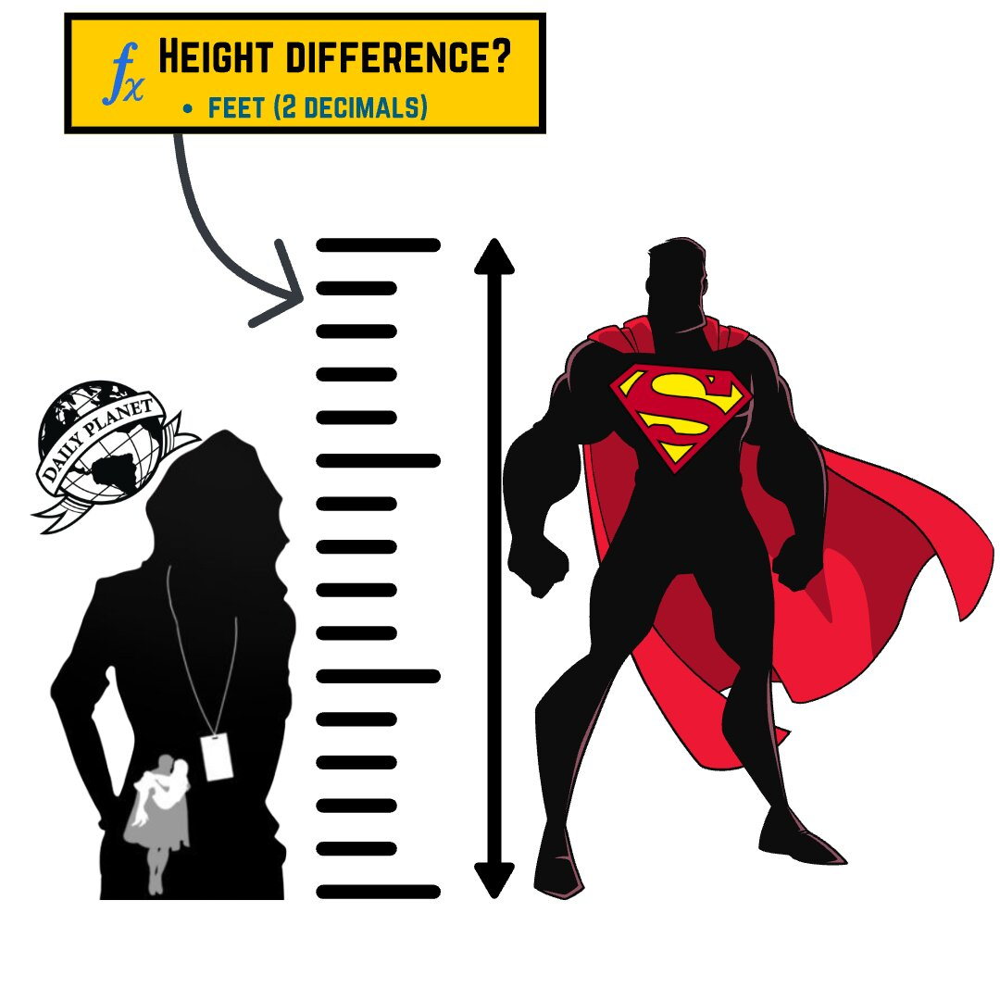 fx HEIGHT DIFFERENCE?
• FEET (2 DECIMALS)
DAILY PLANET
S